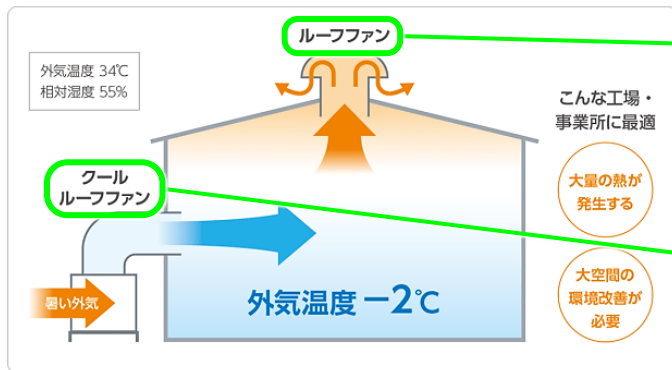 ルーフファン
外気温度 34℃
相対湿度 55%
こんな工場・
事業所に最適
クール
ルーフファン
大量の熱が
発生する
暑い外気
外気温度 −2℃
大空間の
環境改善が
必要